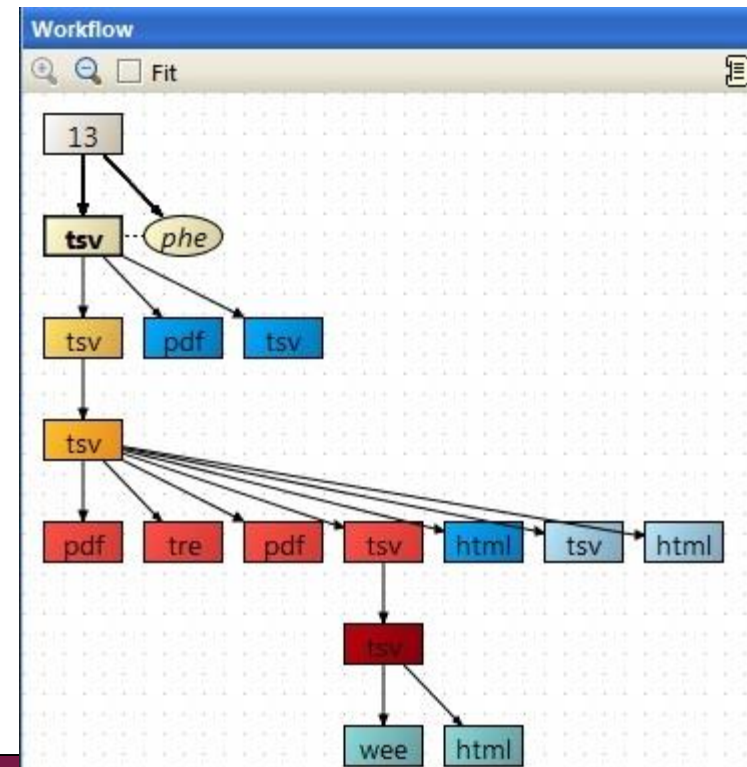 Workflow
Fit
13
tsv phe
tsv pdf tsv
tsv
pdf tre pdf tsv html tsv html
tsv
wee html